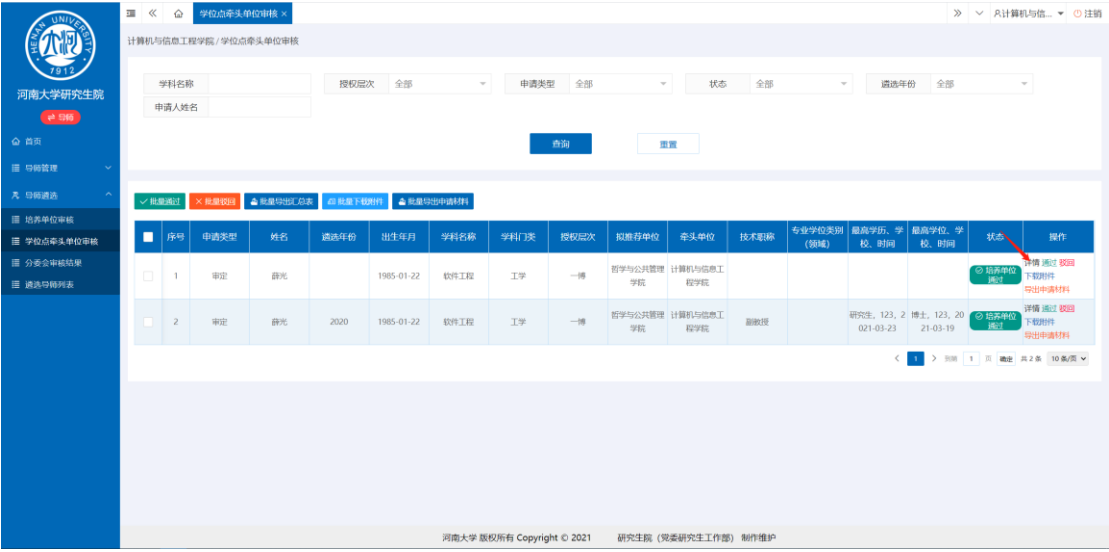 HENAN UNIVERSITY
1912
河南大学研究生院
导师
首页
导师管理
导师遴选
培养单位审核
学位点牵头单位审核
分委会审核结果
遴选导师列表
学位点牵头单位审核 ×
计算机与信... 注销
计算机与信息工程学院 / 学位点牵头单位审核
学科名称 授权层次 全部 申请类型 全部 状态 全部 遴选年份 全部
申请人姓名
查询 重置
批量通过 批量驳回 批量导出汇总表 批量下载附件 批量导出申请材料
序号 申请类型 姓名 遴选年份 出生年月 学科名称 学科门类 授权层次 拟推荐单位 牵头单位 技术职称 专业学位类别(领域) 最高学历、学校、时间 最高学位、学校、时间 状态 操作
1 审定 薛光 1985-01-22 软件工程 工学 一博 哲学与公共管理学院 计算机与信息工程学院 培养单位通过 详情 通过 驳回 下载附件 导出申请材料
2 审定 薛光 2020 1985-01-22 软件工程 工学 一博 哲学与公共管理学院 计算机与信息工程学院 副教授 研究生，123，2021-03-23 博士，123，2021-03-19 培养单位通过 详情 通过 驳回 下载附件 导出申请材料
1 到第 1 页 确定 共 2 条 10 条/页
河南大学 版权所有 Copyright © 2021 研究生院（党委研究生工作部） 制作维护